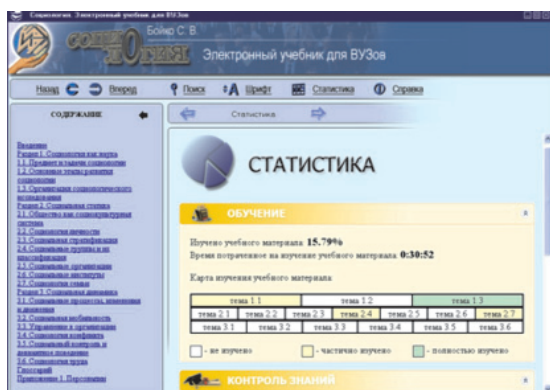 Социология. Электронный учебник для ВУЗов
Бойко С. В.
СОЦИОЛОГИЯ
Электронный учебник для ВУЗов
Назад
Вперед
Поиск
Шрифт
Статистика
Справка
СОДЕРЖАНИЕ
Статистика
Введение
Раздел 1. Социология как наука
1.1. Предмет и задачи социологии
1.2. Основные этапы развития
социологии
1.3. Организация социологического
исследования
Раздел 2. Социальная статика
2.1. Общество как социокультурная
система
2.2. Социология личности
2.3. Социальная стратификация
2.4. Социальные группы и их
классификация
2.5. Социальные организации
2.6. Социальные институты
2.7. Социология семьи
Раздел 3. Социальная динамика
3.1. Социальные процессы, изменения
и движения
3.2. Социальная мобильность
3.3. Управление в организации
3.4. Социология конфликта
3.5. Социальный контроль и
девиантное поведение
3.6. Социология труда
Глоссарий
Приложение 1. Персоналии
СТАТИСТИКА
ОБУЧЕНИЕ
Изучено учебного материала: 15.79%
Время потраченное на изучение учебного материала: 0:30:52
Карта изучения учебного материала:
тема 1.1 тема 1.2 тема 1.3
тема 2.1 тема 2.2 тема 2.3 тема 2.4 тема 2.5 тема 2.6 тема 2.7
тема 3.1 тема 3.2 тема 3.3 тема 3.4 тема 3.5 тема 3.6
- не изучено - частично изучено - полностью изучено
КОНТРОЛЬ ЗНАНИЙ